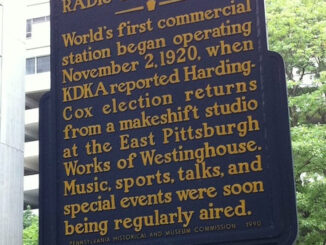 RADIO
World's first commercial
station began operating
November 2, 1920, when
KDKA reported Harding-
Cox election returns
from a makeshift studio
at the East Pittsburgh
Works of Westinghouse.
Music, sports, talks, and
special events were soon
being regularly aired.
PENNSYLVANIA HISTORICAL AND MUSEUM COMMISSION 1990